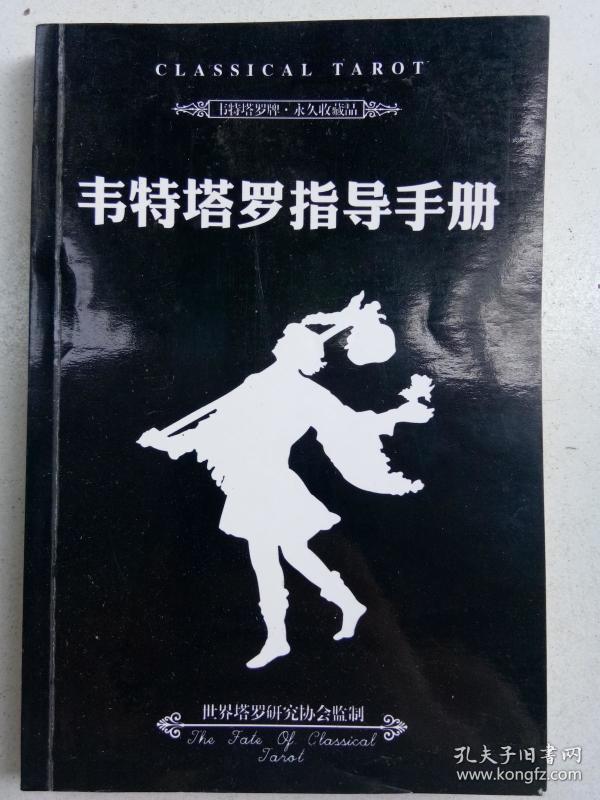 CLASSICAL TAROT
韦特塔罗牌·永久收藏品
韦特塔罗指导手册
世界塔罗研究协会监制
The Fate Of Classical
Tarot
孔夫子旧书网
www.kongfz.com